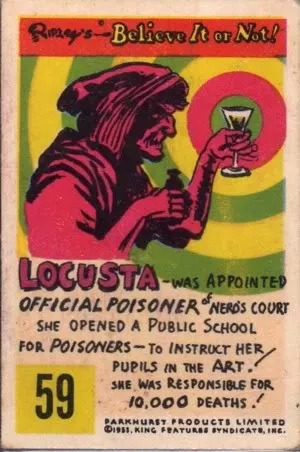 Ripley's — Believe It or Not!
LOCUSTA - WAS APPOINTED
OFFICIAL POISONER of NERO'S COURT
SHE OPENED A PUBLIC SCHOOL
FOR POISONERS - TO INSTRUCT HER
PUPILS IN THE ART!
SHE WAS RESPONSIBLE FOR
10,000 DEATHS!
59
PARKHURST PRODUCTS LIMITED
©1953, KING FEATURES SYNDICATE, INC.